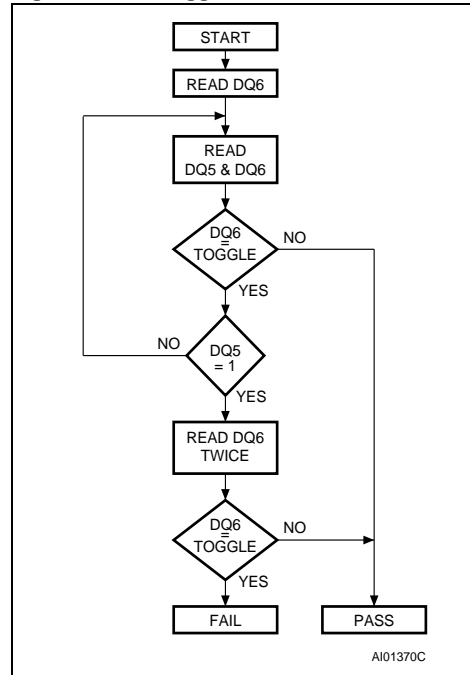 START
READ DQ6
READ
DQ5 & DQ6
DQ6
=
TOGGLE
NO
YES
NO
DQ5
= 1
YES
READ DQ6
TWICE
DQ6
=
TOGGLE
NO
YES
FAIL
PASS
AI01370C